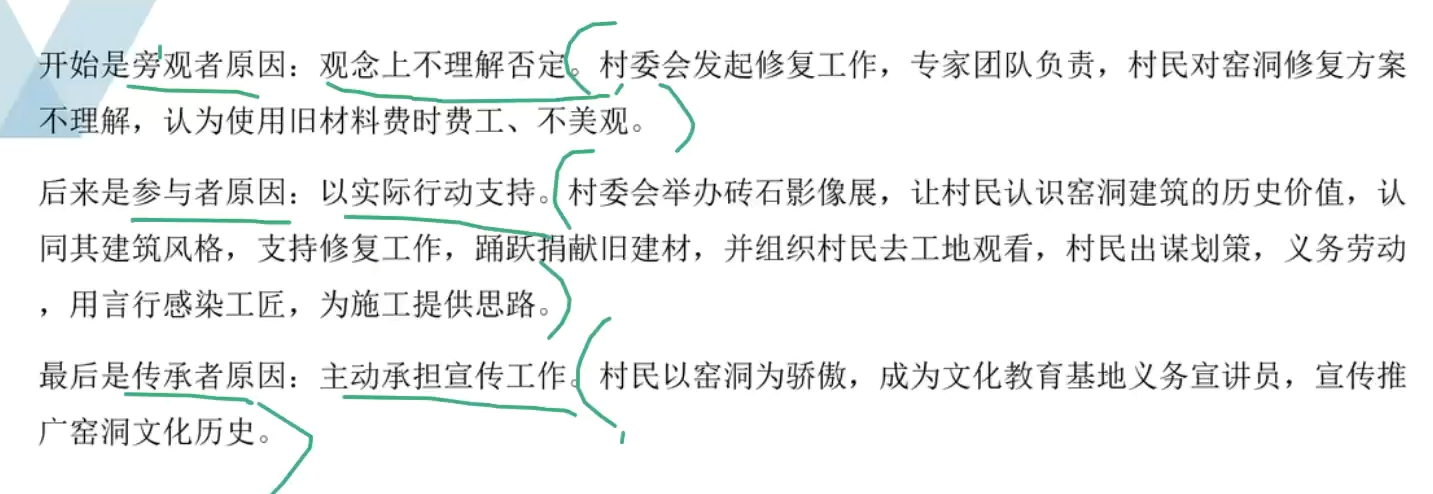 开始是旁观者原因：观念上不理解否定。村委会发起修复工作，专家团队负责，村民对窑洞修复方案
不理解，认为使用旧材料费时费工、不美观。
后来是参与者原因：以实际行动支持。村委会举办砖石影像展，让村民认识窑洞建筑的历史价值，认
同其建筑风格，支持修复工作，踊跃捐献旧建材，并组织村民去工地观看，村民出谋划策，义务劳动
，用言行感染工匠，为施工提供思路。
最后是传承者原因：主动承担宣传工作。村民以窑洞为骄傲，成为文化教育基地义务宣讲员，宣传推
广窑洞文化历史。